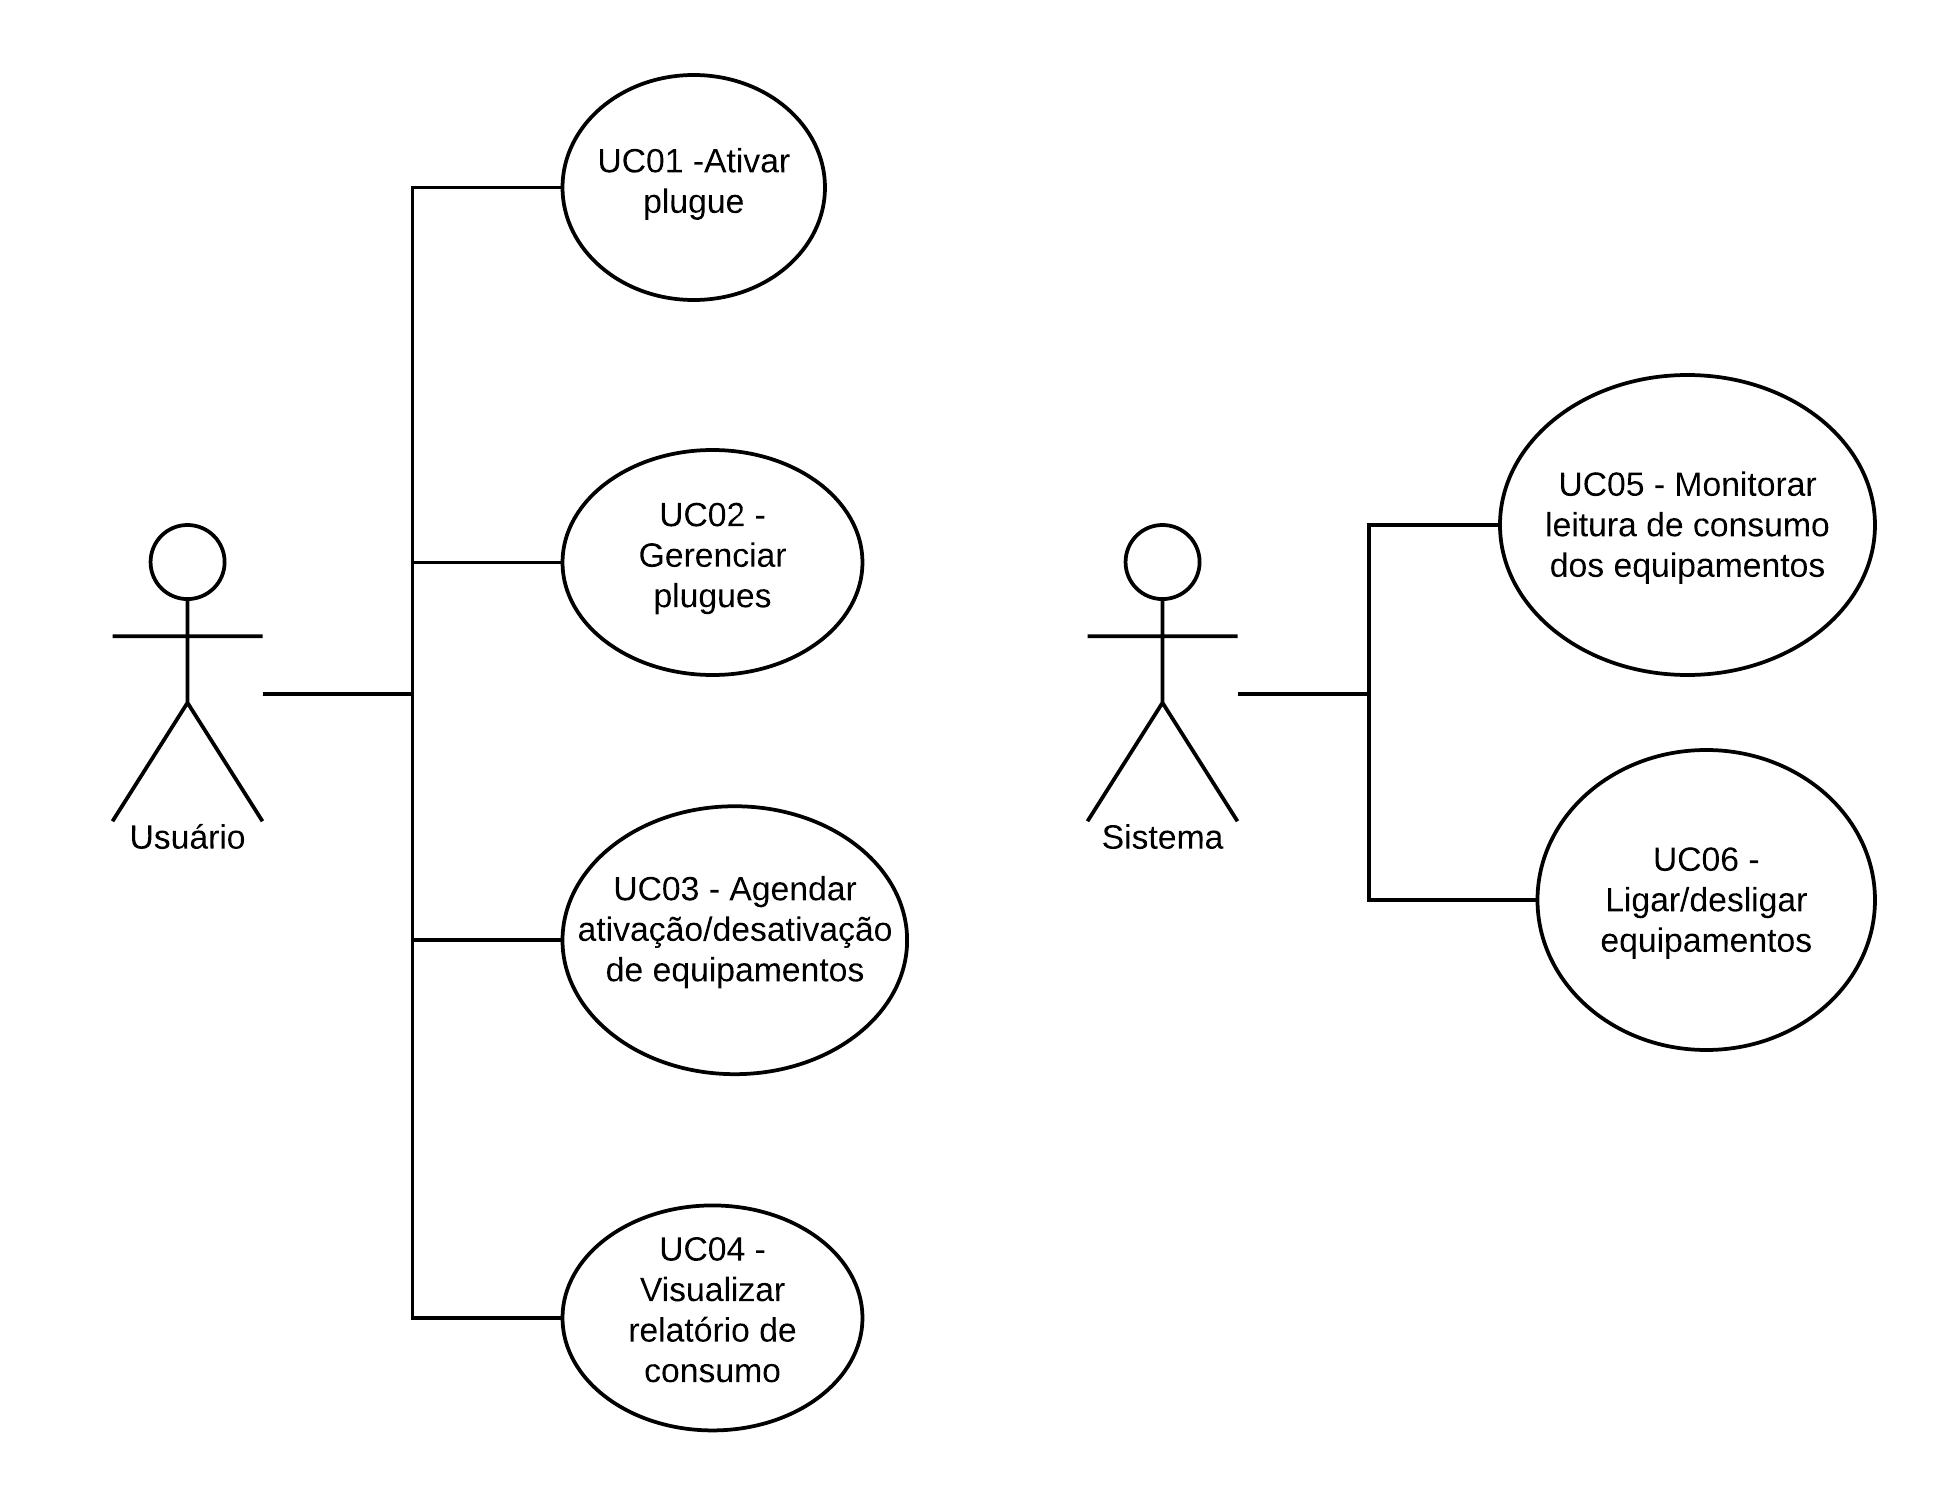 UC01 -Ativar
plugue
UC02 -
Gerenciar
plugues
Usuário
UC03 - Agendar
ativação/desativação
de equipamentos
UC04 -
Visualizar
relatório de
consumo
UC05 - Monitorar
leitura de consumo
dos equipamentos
Sistema
UC06 -
Ligar/desligar
equipamentos